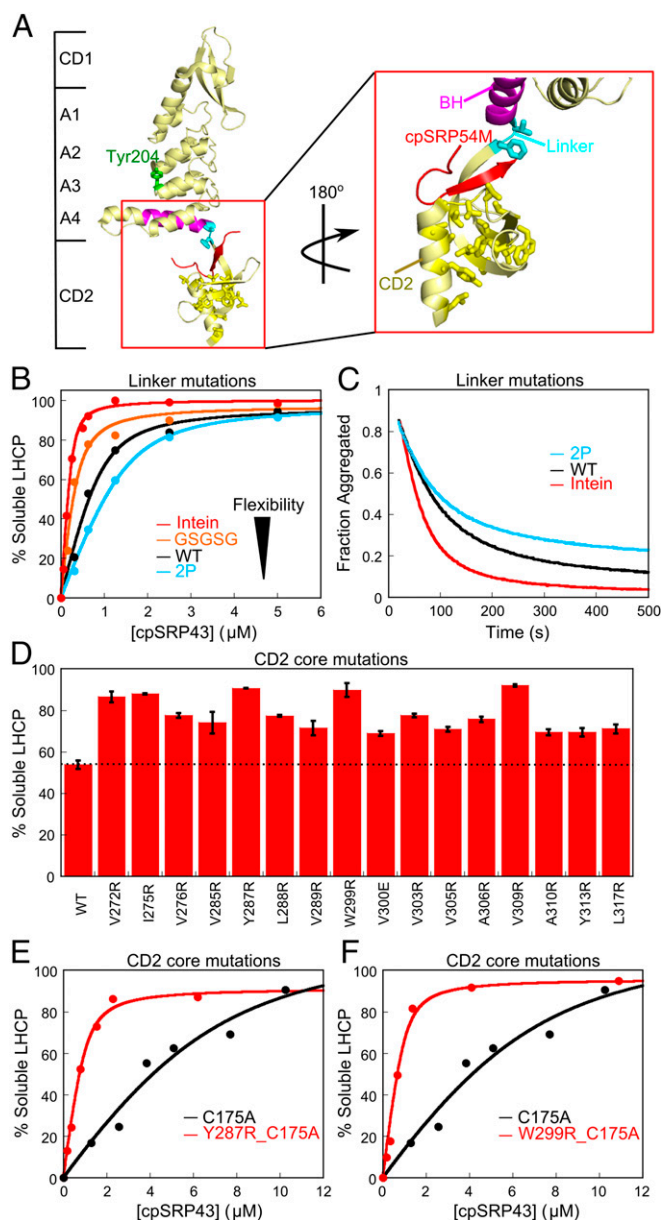 A
CD1
A1
A2
Tyr204
A3
A4
CD2
180º
BH
Linker
cpSRP54M
CD2
B
Linker mutations
% Soluble LHCP
100
80
60
40
20
0
Flexibility
Intein
GSGSG
WT
2P
0 1 2 3 4 5 6
[cpSRP43] (µM)
C
Linker mutations
Fraction Aggregated
1
0.8
0.6
0.4
0.2
0
2P
WT
Intein
0 100 200 300 400 500
Time (s)
D
CD2 core mutations
% Soluble LHCP
100
80
60
40
20
0
WT V272R I275R V276R V285R Y287R L288R V289R W299R V300E V303R V305R A306R V309R A310R Y313R L317R
E
CD2 core mutations
% Soluble LHCP
100
80
60
40
20
0
C175A
Y287R_C175A
0 2 4 6 8 10 12
[cpSRP43] (µM)
F
CD2 core mutations
% Soluble LHCP
100
80
60
40
20
0
C175A
W299R_C175A
0 2 4 6 8 10 12
[cpSRP43] (µM)